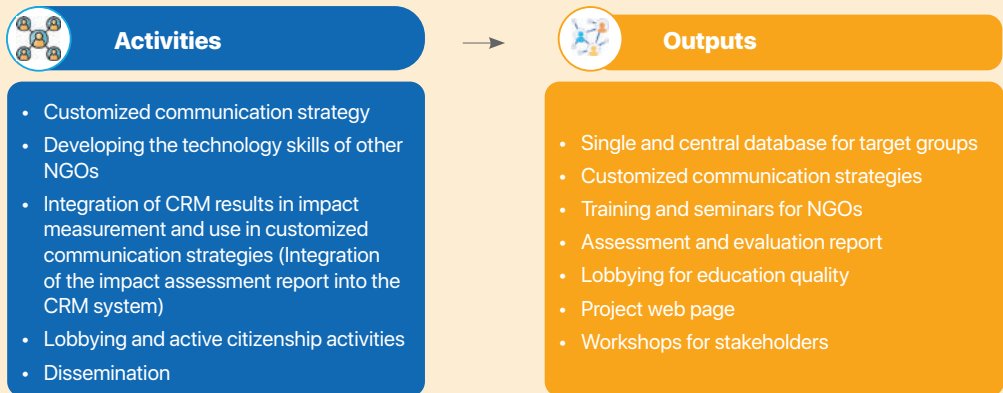 Activities
• Customized communication strategy
• Developing the technology skills of other
NGOs
• Integration of CRM results in impact
measurement and use in customized
communication strategies (Integration
of the impact assessment report into the
CRM system)
• Lobbying and active citizenship activities
• Dissemination
Outputs
• Single and central database for target groups
• Customized communication strategies
• Training and seminars for NGOs
• Assessment and evaluation report
• Lobbying for education quality
• Project web page
• Workshops for stakeholders